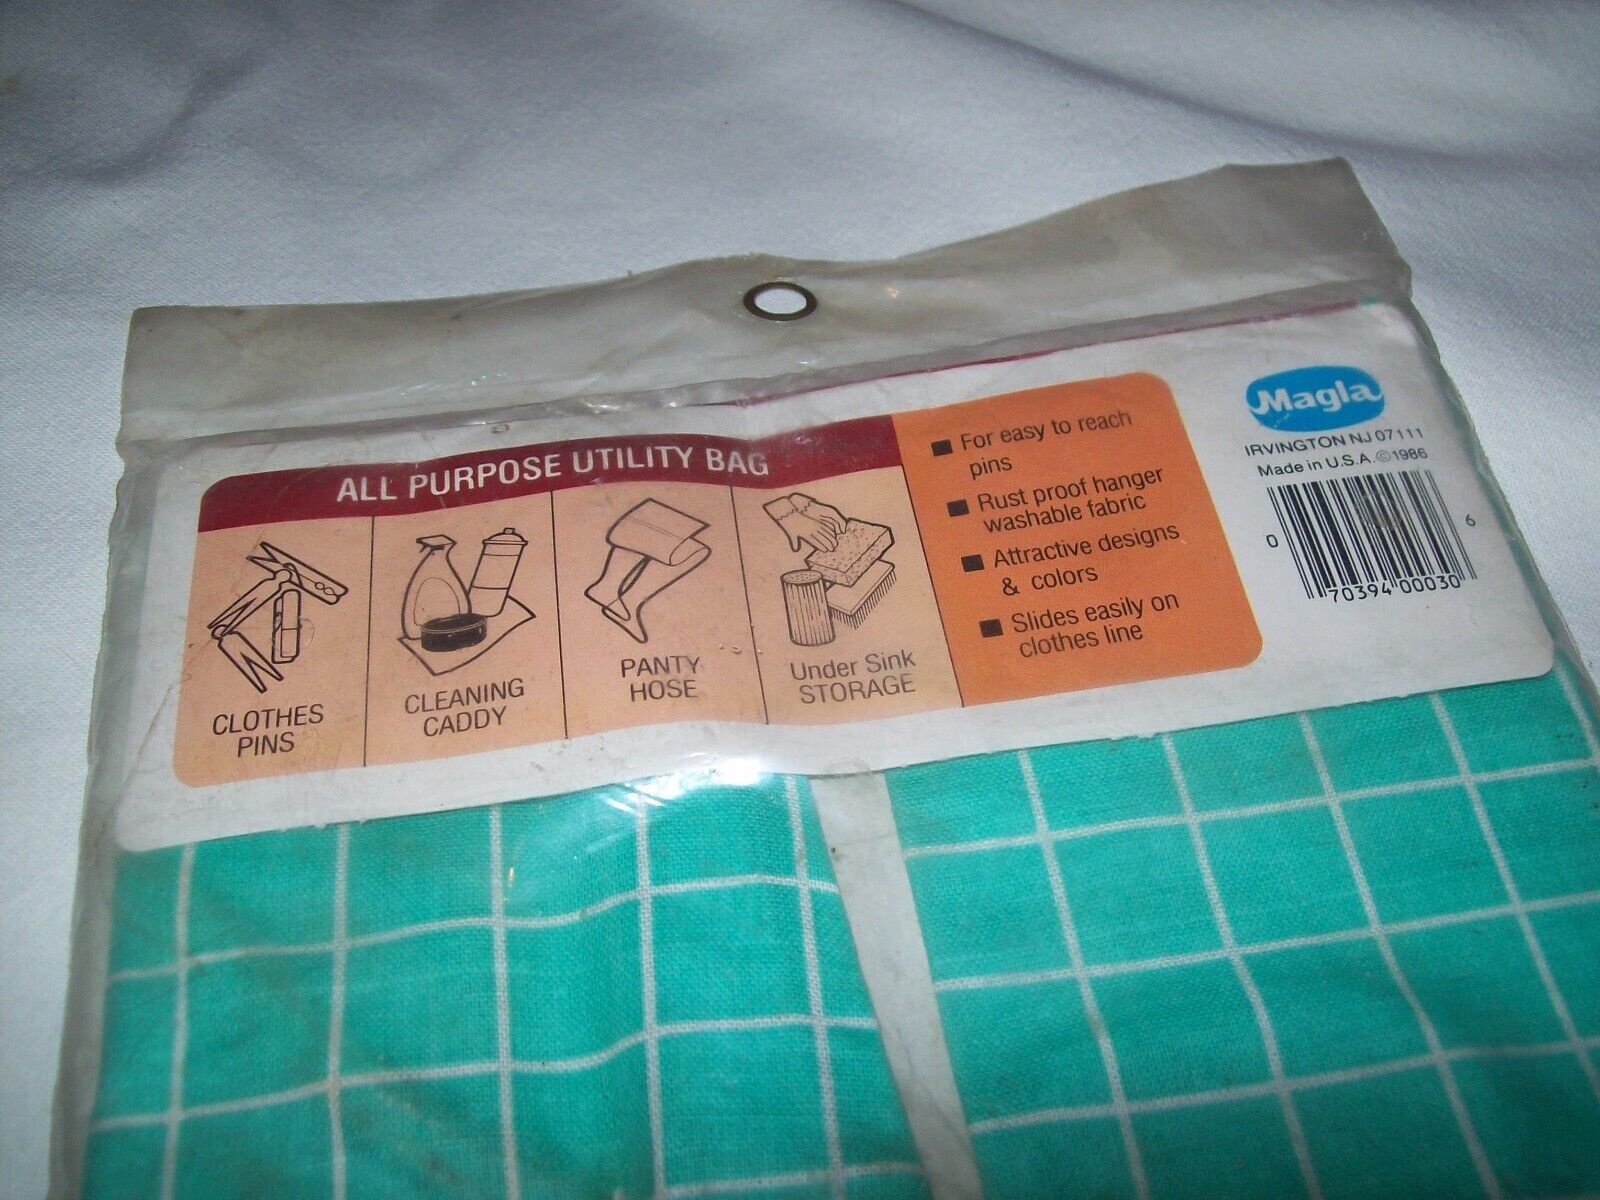 ALL PURPOSE UTILITY BAG
CLOTHES
PINS
CLEANING
CADDY
PANTY
HOSE
Under Sink
STORAGE
■ For easy to reach
pins
■ Rust proof hanger
washable fabric
■ Attractive designs
& colors
■ Slides easily on
clothes line
Magla
IRVINGTON NJ 07111
Made in U.S.A. ©1986
0 70394 00030 6